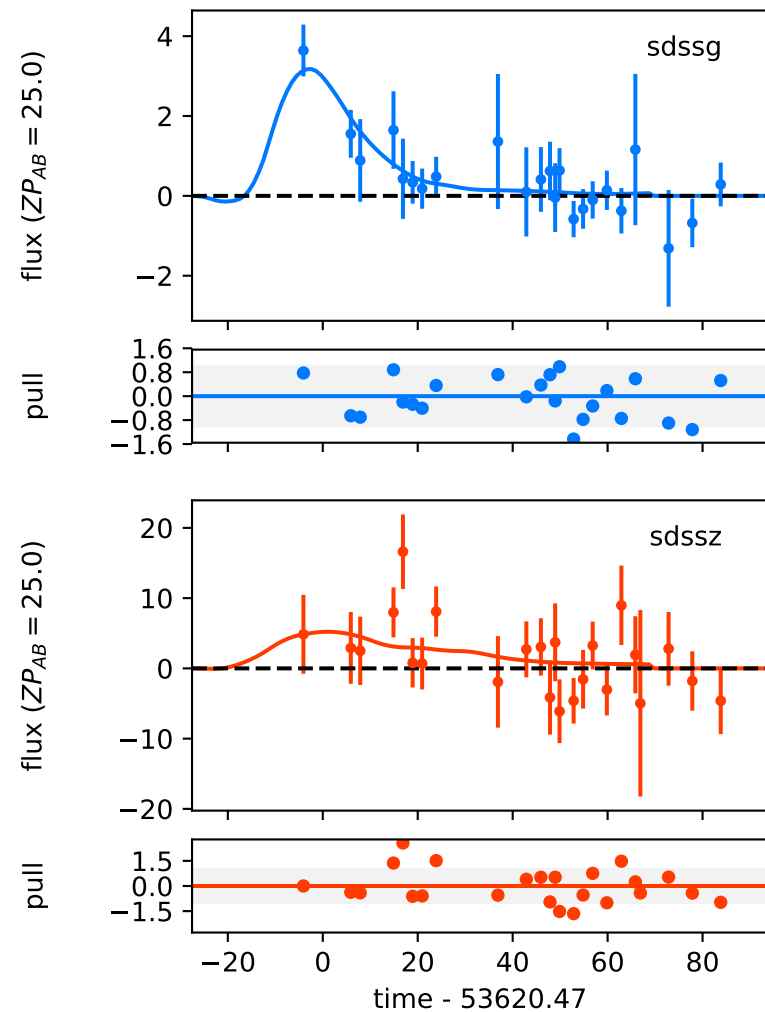 sdssg
flux (ZP_AB = 25.0)
4
2
0
−2
pull
1.6
0.8
0.0
−0.8
−1.6
sdssz
flux (ZP_AB = 25.0)
20
10
0
−10
−20
pull
1.5
0.0
−1.5
−20 0 20 40 60 80
time - 53620.47